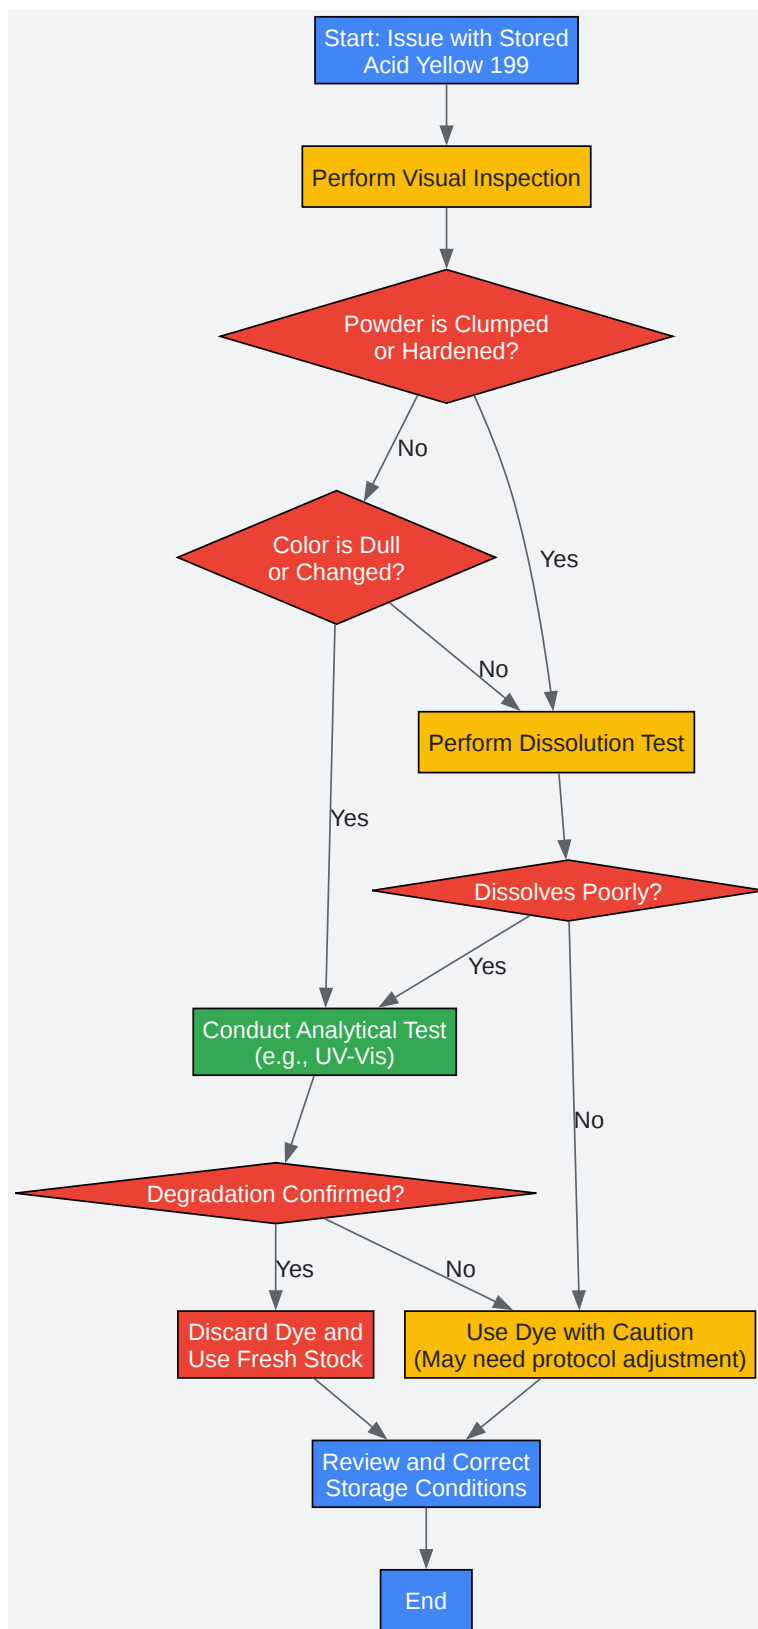 Start: Issue with Stored
Acid Yellow 199
Perform Visual Inspection
Powder is Clumped
or Hardened?
No
Yes
Color is Dull
or Changed?
No
Yes
Perform Dissolution Test
Dissolves Poorly?
Yes
No
Conduct Analytical Test
(e.g., UV-Vis)
Degradation Confirmed?
Yes
No
Discard Dye and
Use Fresh Stock
Use Dye with Caution
(May need protocol adjustment)
Review and Correct
Storage Conditions
End